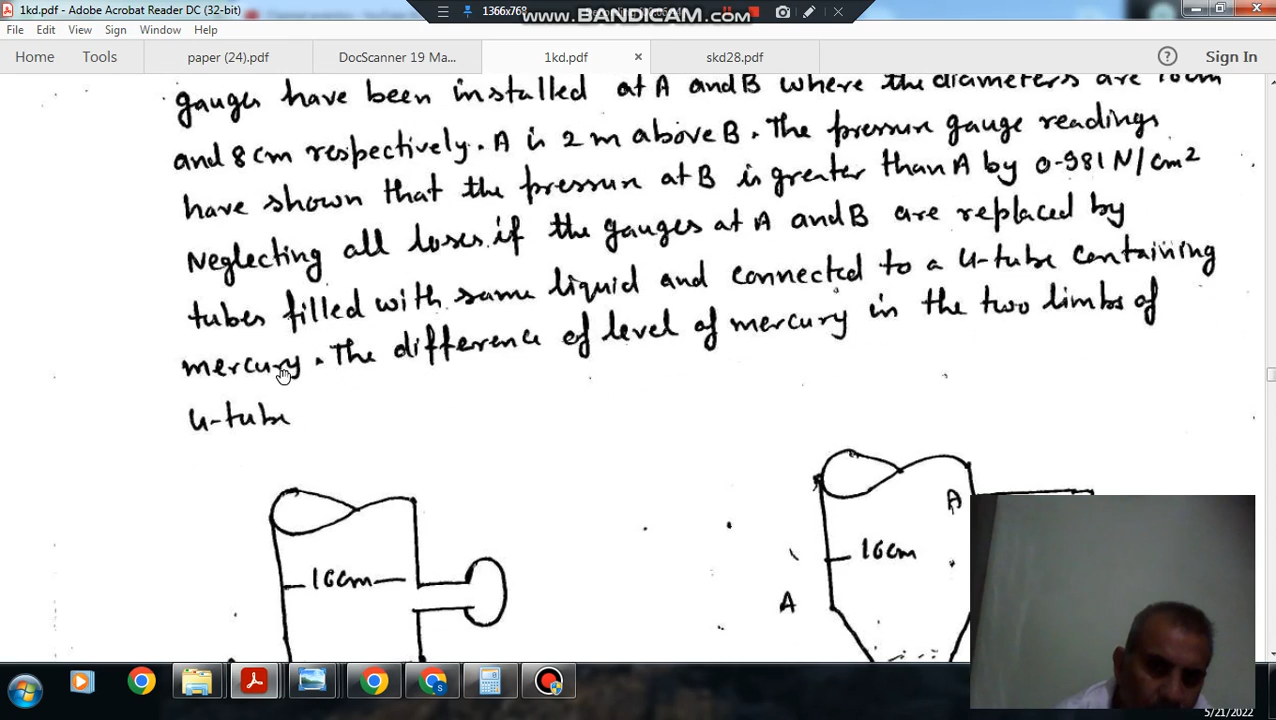 1kd.pdf - Adobe Acrobat Reader DC (32-bit)
1366x768
www.BANDICAM.com
File Edit View Sign Window Help
Home Tools paper (24).pdf DocScanner 19 Ma... 1kd.pdf × skd28.pdf Sign In
gauges have been installed at A and B where the diameters are 16cm
and 8 cm respectively. A is 2 m above B. The pressure gauge readings
have shown that the pressure at B is greater than A by 0.981 N/cm2
Neglecting all loses. if the gauges at A and B are replaced by
tubes filled with same liquid and connected to a U-tube containing
mercury. The difference of level of mercury in the two limbs of
U-tube
A
16cm
16cm
A
5/21/2022